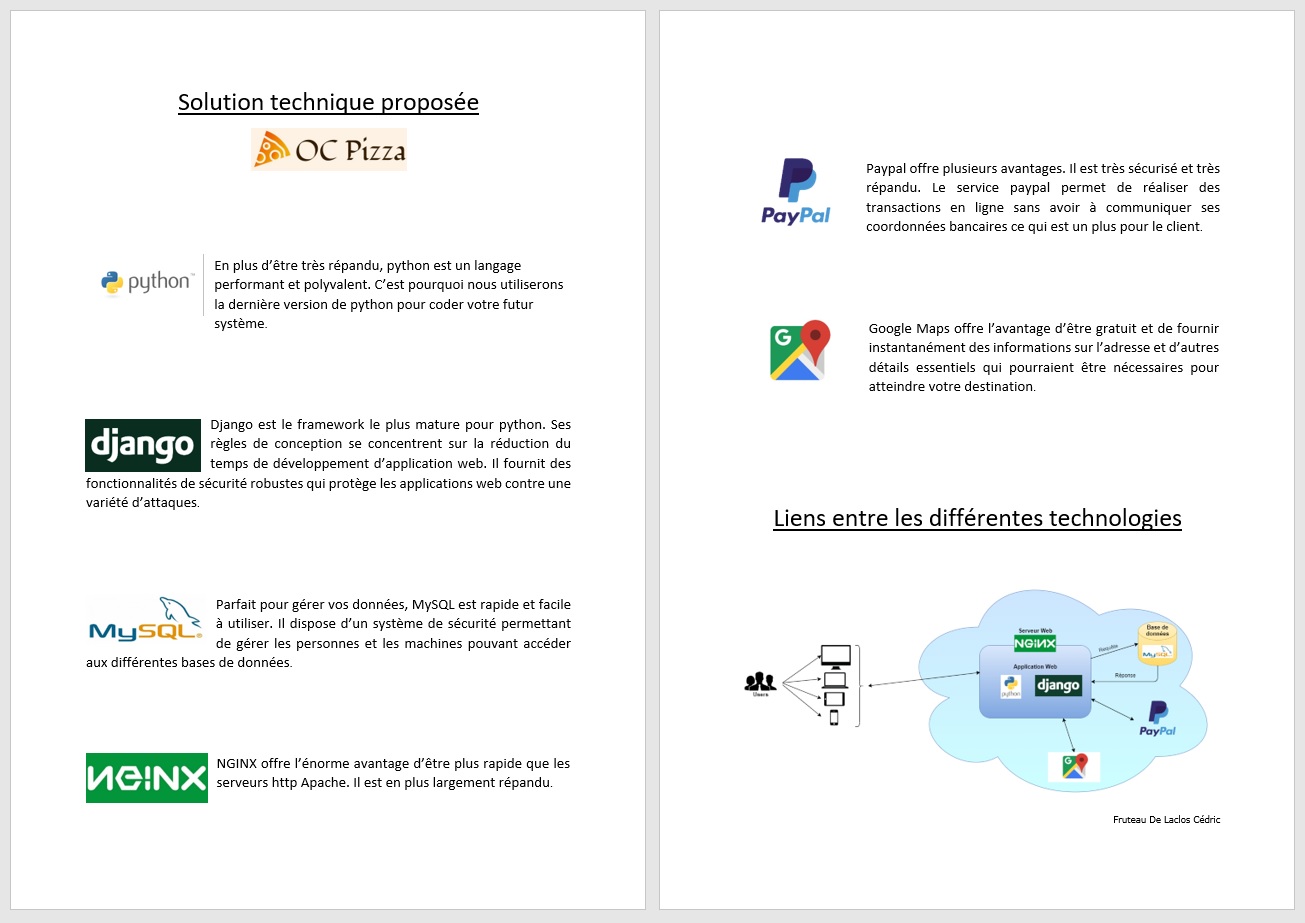 Solution technique proposée
OC Pizza
python™
En plus d’être très répandu, python est un langage
performant et polyvalent. C’est pourquoi nous utiliserons
la dernière version de python pour coder votre futur
système.
django
Django est le framework le plus mature pour python. Ses
règles de conception se concentrent sur la réduction du
temps de développement d’application web. Il fournit des
fonctionnalités de sécurité robustes qui protège les applications web contre une
variété d’attaques.
MySQL®
Parfait pour gérer vos données, MySQL est rapide et facile
à utiliser. Il dispose d’un système de sécurité permettant
de gérer les personnes et les machines pouvant accéder
aux différentes bases de données.
NGINX
NGINX offre l’énorme avantage d’être plus rapide que les
serveurs http Apache. Il est en plus largement répandu.
PayPal
Paypal offre plusieurs avantages. Il est très sécurisé et très
répandu. Le service paypal permet de réaliser des
transactions en ligne sans avoir à communiquer ses
coordonnées bancaires ce qui est un plus pour le client.
G
Google Maps offre l’avantage d’être gratuit et de fournir
instantanément des informations sur l’adresse et d’autres
détails essentiels qui pourraient être nécessaires pour
atteindre votre destination.
Liens entre les différentes technologies
Users
Serveur Web
NGINX
Application Web
python
django
Requête
Réponse
Base de
données
MySQL
PayPal
G
Fruteau De Laclos Cédric